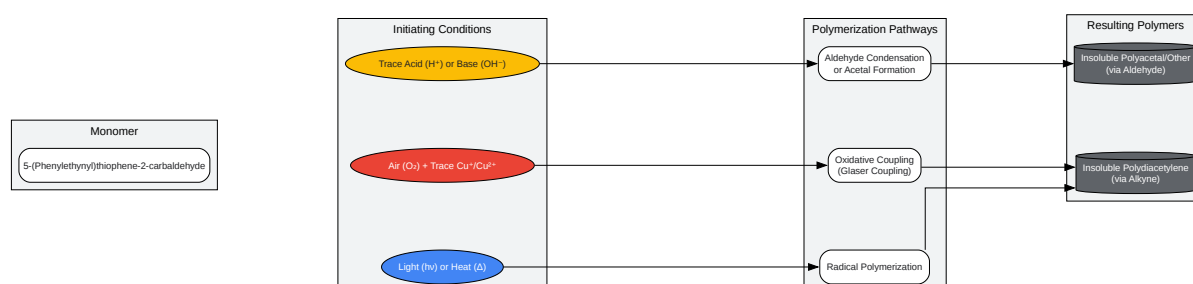 Initiating Conditions
Polymerization Pathways
Resulting Polymers
Trace Acid (H⁺) or Base (OH⁻)
Aldehyde Condensation
or Acetal Formation
Insoluble Polyacetal/Other
(via Aldehyde)
Monomer
5-(Phenylethynyl)thiophene-2-carbaldehyde
Air (O₂) + Trace Cu⁺/Cu²⁺
Oxidative Coupling
(Glaser Coupling)
Insoluble Polydiacetylene
(via Alkyne)
Light (hν) or Heat (Δ)
Radical Polymerization